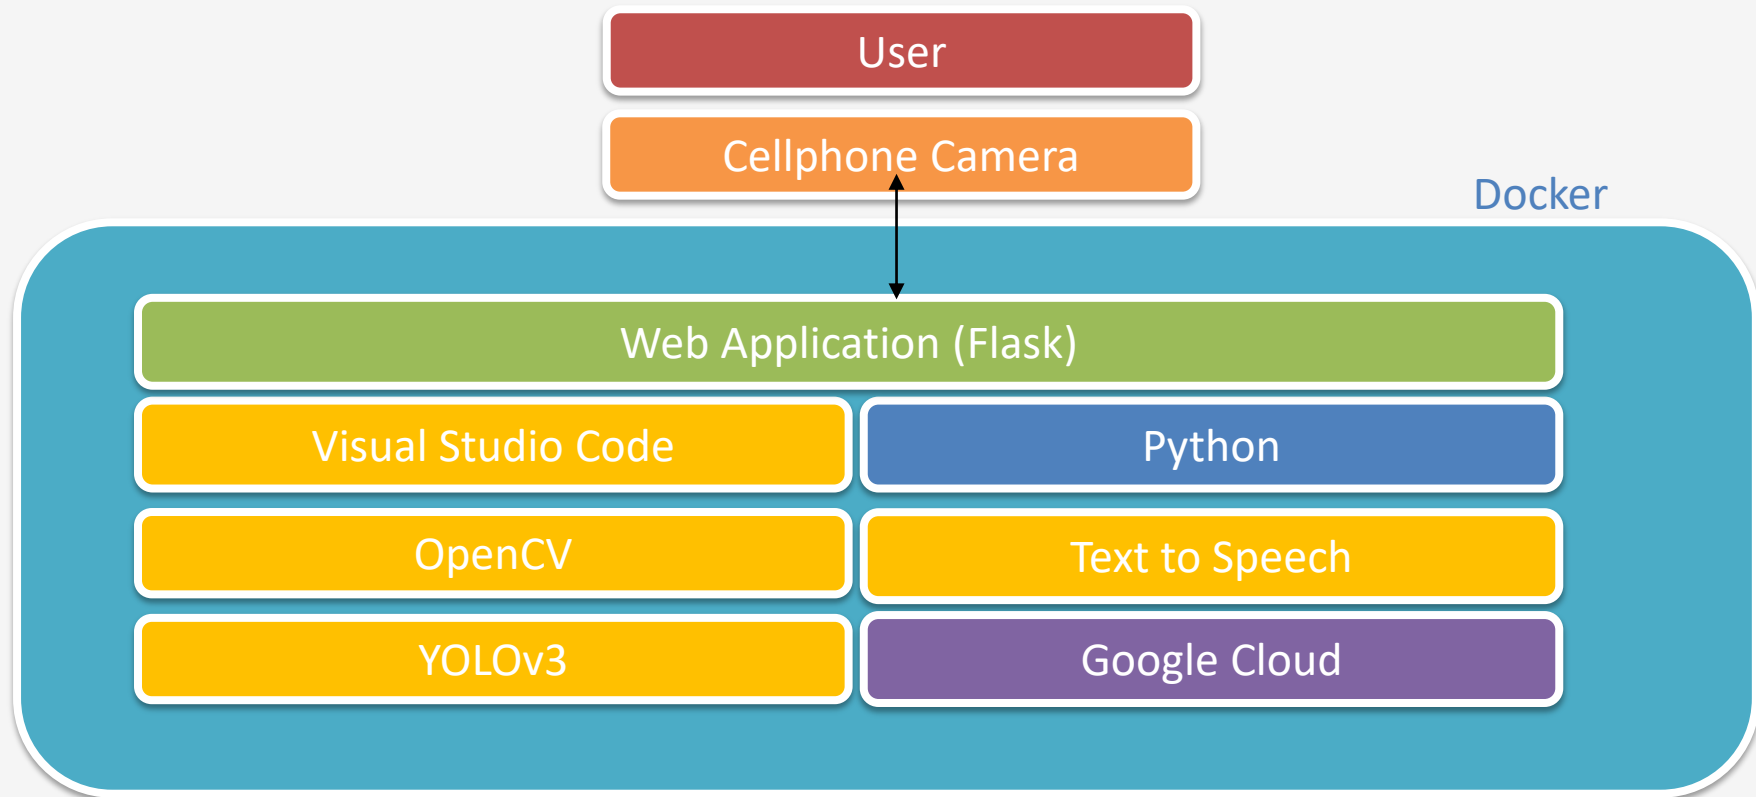 User
Cellphone Camera
Docker
Web Application (Flask)
Visual Studio Code
Python
OpenCV
Text to Speech
YOLOv3
Google Cloud